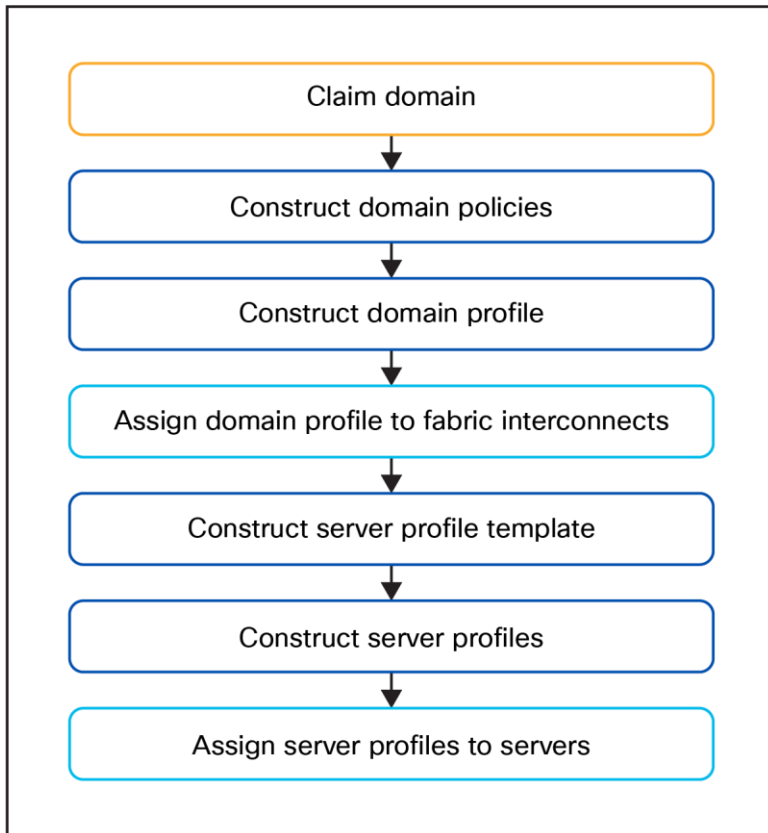 Claim domain
Construct domain policies
Construct domain profile
Assign domain profile to fabric interconnects
Construct server profile template
Construct server profiles
Assign server profiles to servers